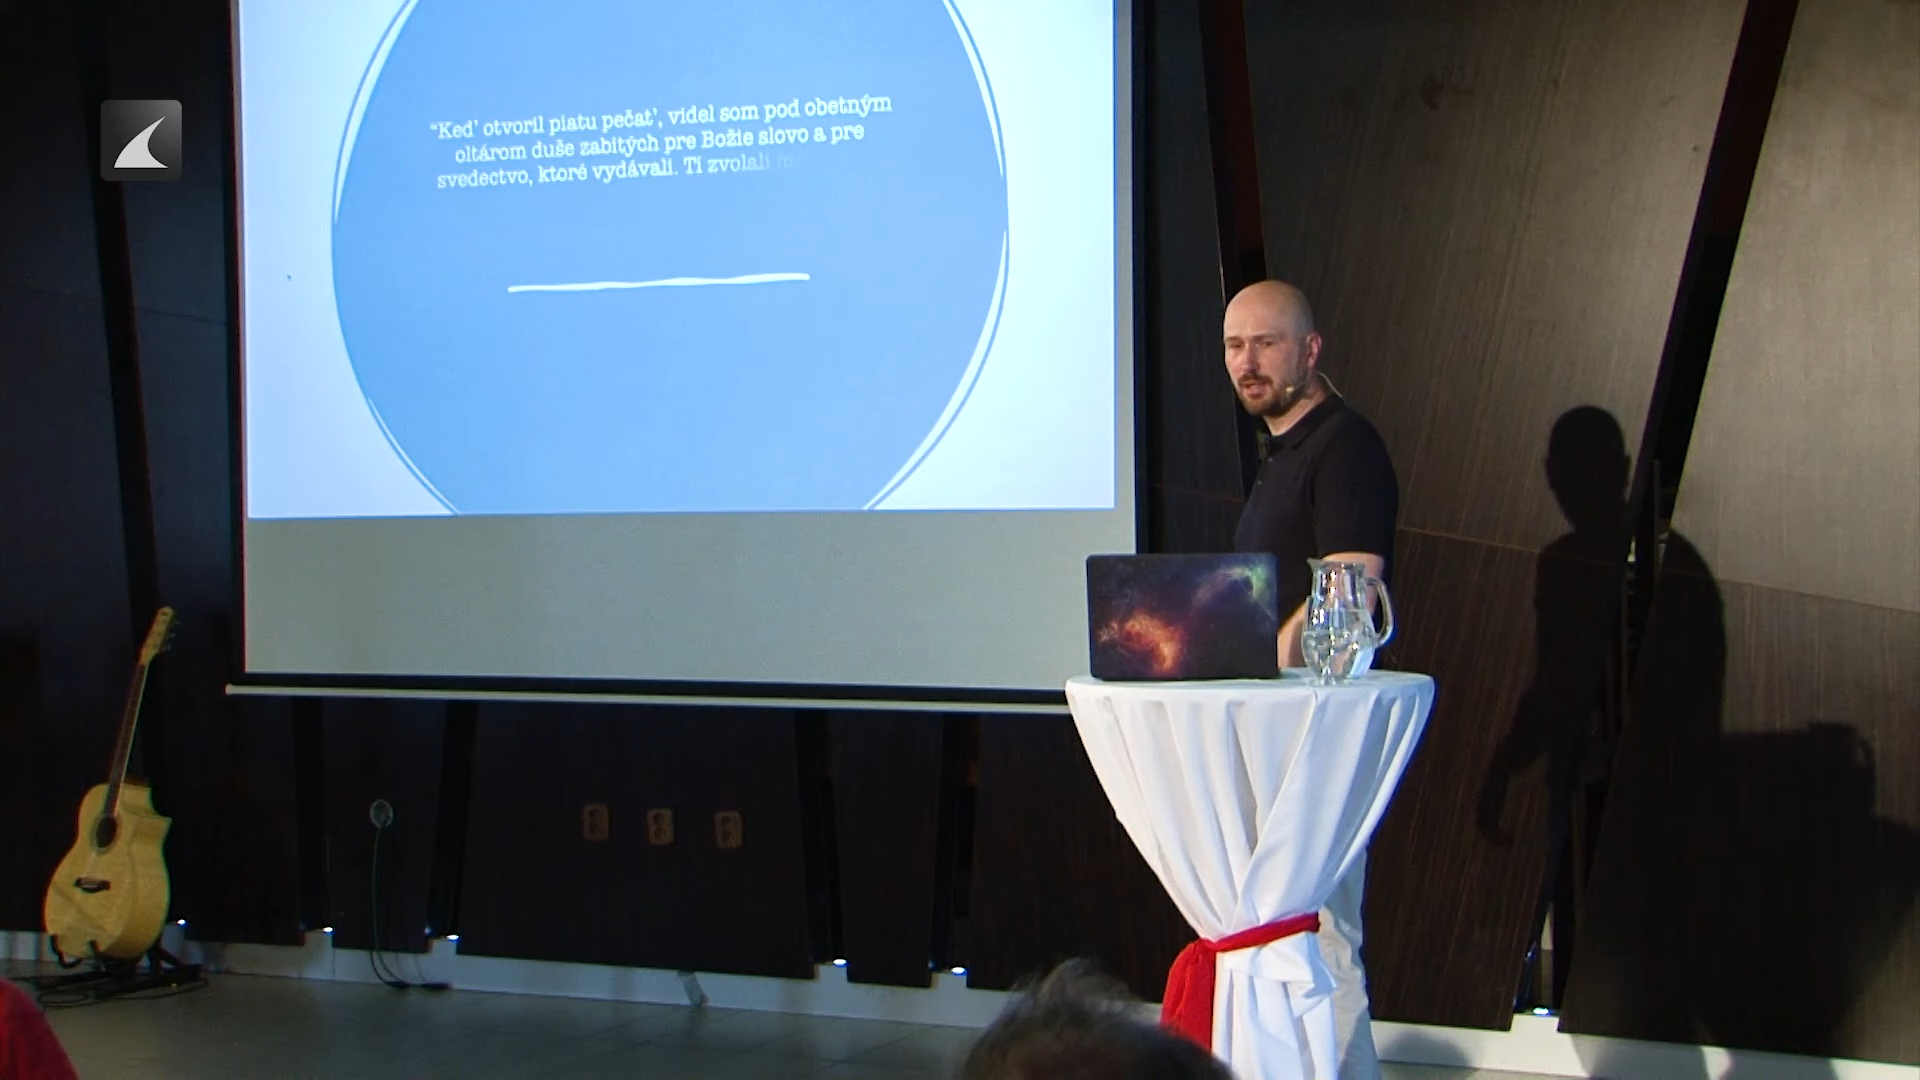 “Keď otvoril piatu pečať, videl som pod obetným
oltárom duše zabitých pre Božie slovo a pre
svedectvo, ktoré vydávali. Tí zvolali